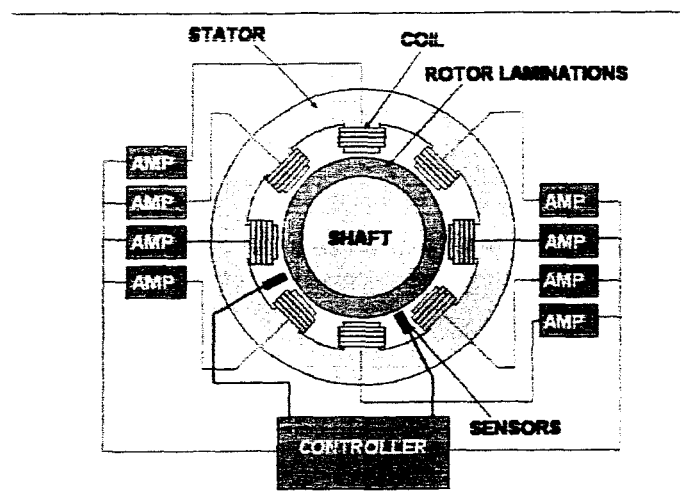 STATOR
COIL
ROTOR LAMINATIONS
AMP
AMP
AMP
AMP
SHAFT
AMP
AMP
AMP
AMP
SENSORS
CONTROLLER